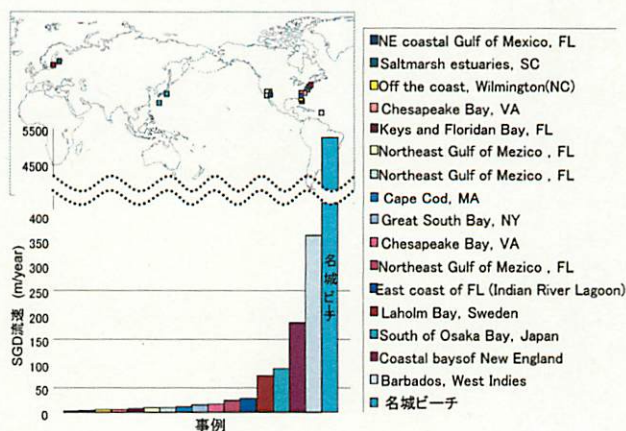 5500
4500
400
350
300
250
200
150
100
50
0
SGD流速 (m/year)
事例
名城ビーチ
NE coastal Gulf of Mexico, FL
Saltmarsh estuaries, SC
Off the coast, Wilmington(NC)
Chesapeake Bay, VA
Keys and Floridan Bay, FL
Northeast Gulf of Mezico , FL
Northeast Gulf of Mezico , FL
Cape Cod, MA
Great South Bay, NY
Chesapeake Bay, VA
Northeast Gulf of Mezico , FL
East coast of FL (Indian River Lagoon)
Laholm Bay, Sweden
South of Osaka Bay, Japan
Coastal baysof New England
Barbados, West Indies
名城ビーチ